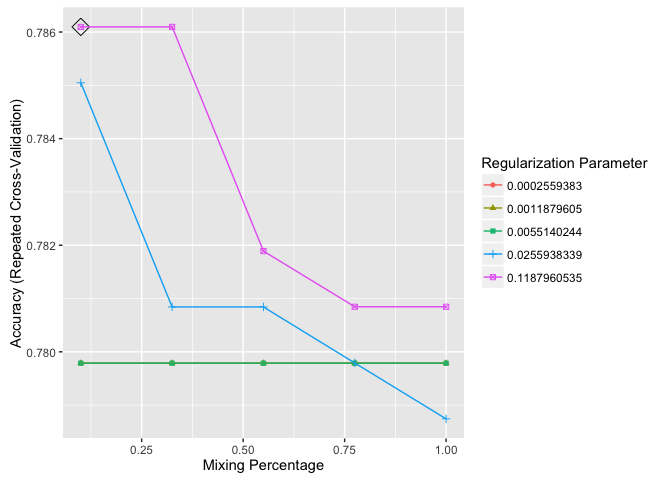 0.786
0.784
0.782
0.780
Accuracy (Repeated Cross-Validation)
0.25 0.50 0.75 1.00
Mixing Percentage
Regularization Parameter
0.0002559383
0.0011879605
0.0055140244
0.0255938339
0.1187960535